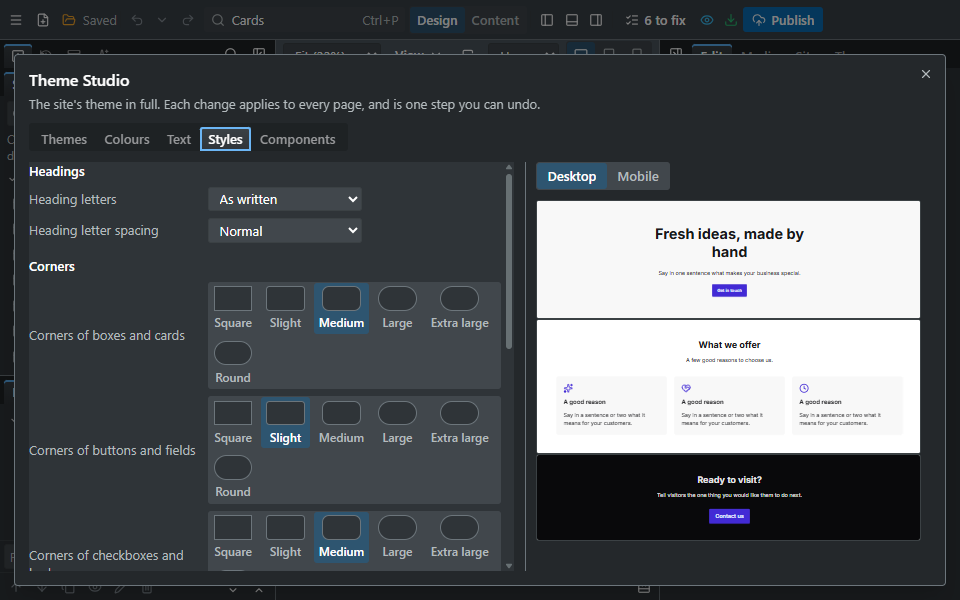 Saved
Cards
Ctrl+P
Design
Content
6 to fix
Publish
Theme Studio
The site's theme in full. Each change applies to every page, and is one step you can undo.
Themes
Colours
Text
Styles
Components
Headings
Heading letters
As written
Heading letter spacing
Normal
Corners
Corners of boxes and cards
Square
Slight
Medium
Large
Extra large
Round
Corners of buttons and fields
Square
Slight
Medium
Large
Extra large
Round
Corners of checkboxes and
Square
Slight
Medium
Large
Extra large
Desktop
Mobile
Fresh ideas, made by
hand
Say in one sentence what makes your business special.
Get in touch
What we offer
A few good reasons to choose us.
A good reason
Say in a sentence or two what it
means for your customers.
A good reason
Say in a sentence or two what it
means for your customers.
A good reason
Say in a sentence or two what it
means for your customers.
Ready to visit?
Tell visitors the one thing you would like them to do next.
Contact us